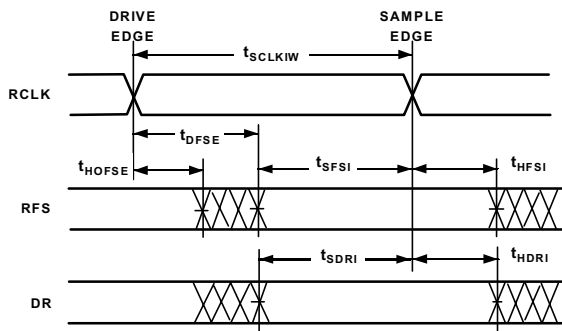 DRIVE EDGE
SAMPLE EDGE
tSCLKIW
RCLK
tDFSE
tHOFSE
tSFSI
tHFSI
RFS
tSDRI
tHDRI
DR